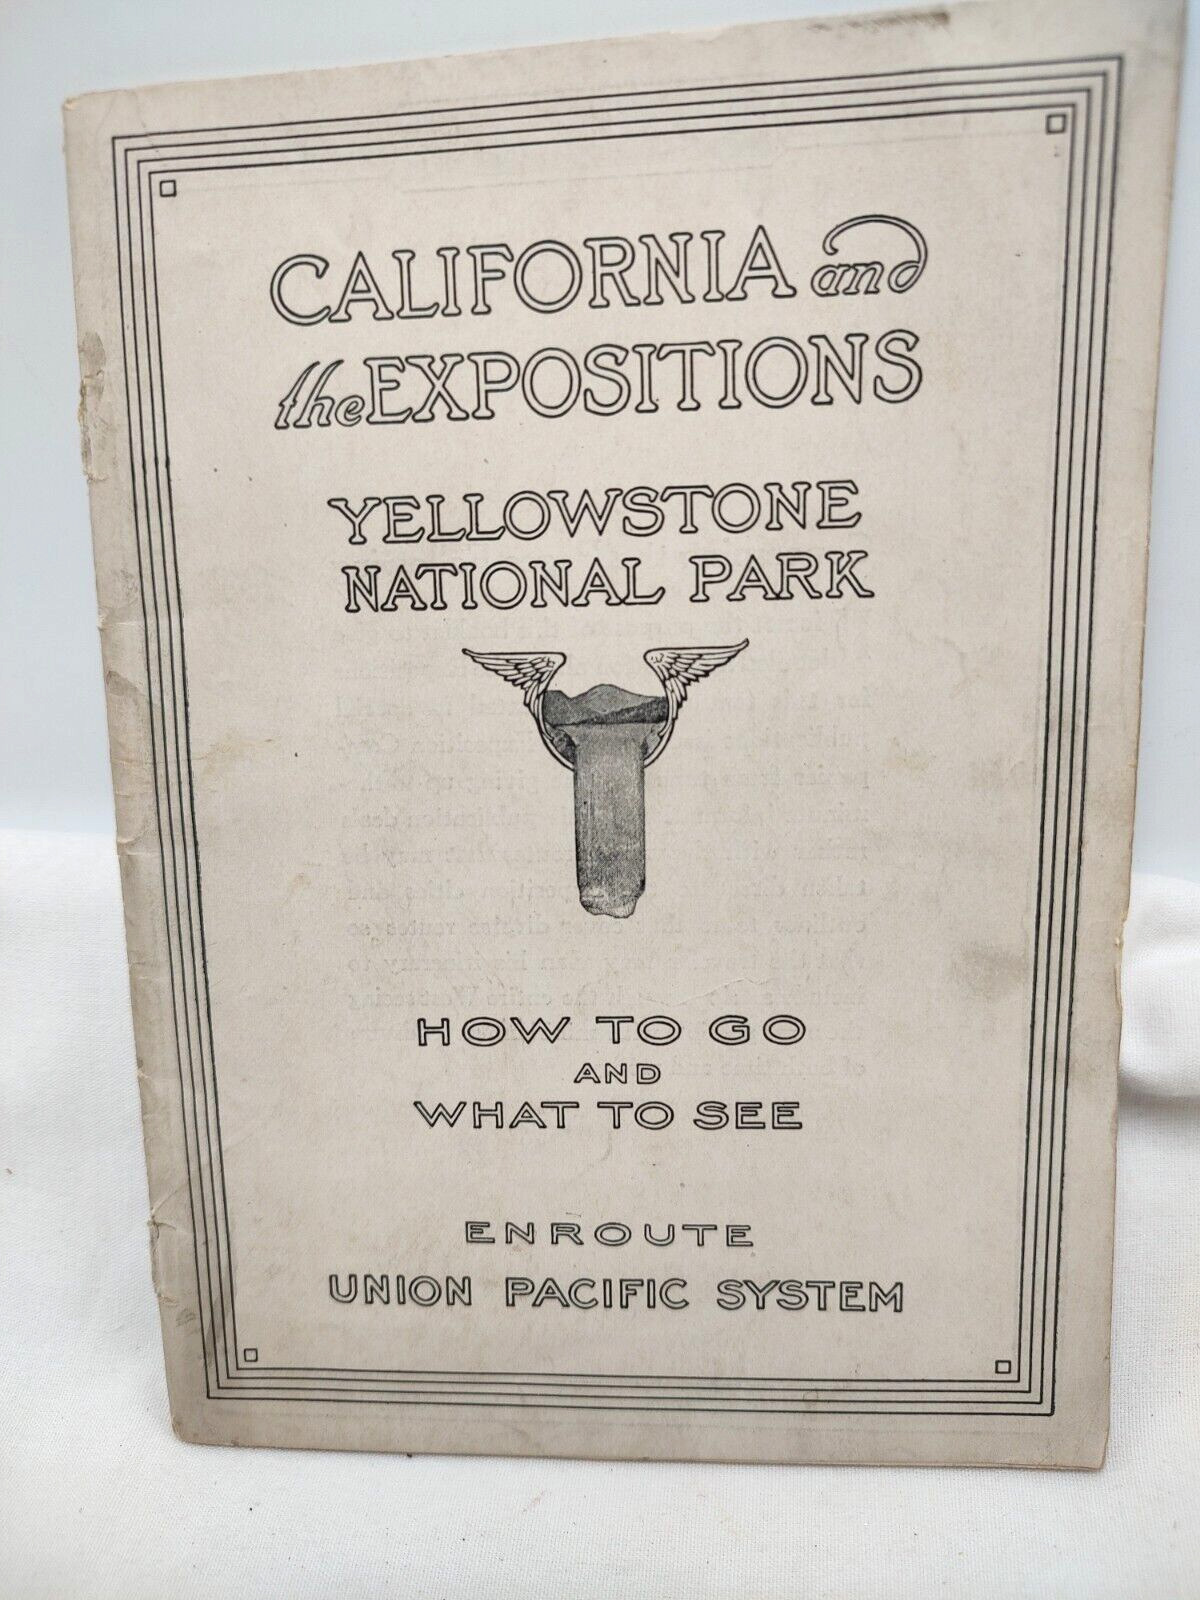 CALIFORNIA and
the EXPOSITIONS
YELLOWSTONE
NATIONAL PARK
HOW TO GO
AND
WHAT TO SEE
ENROUTE
UNION PACIFIC SYSTEM